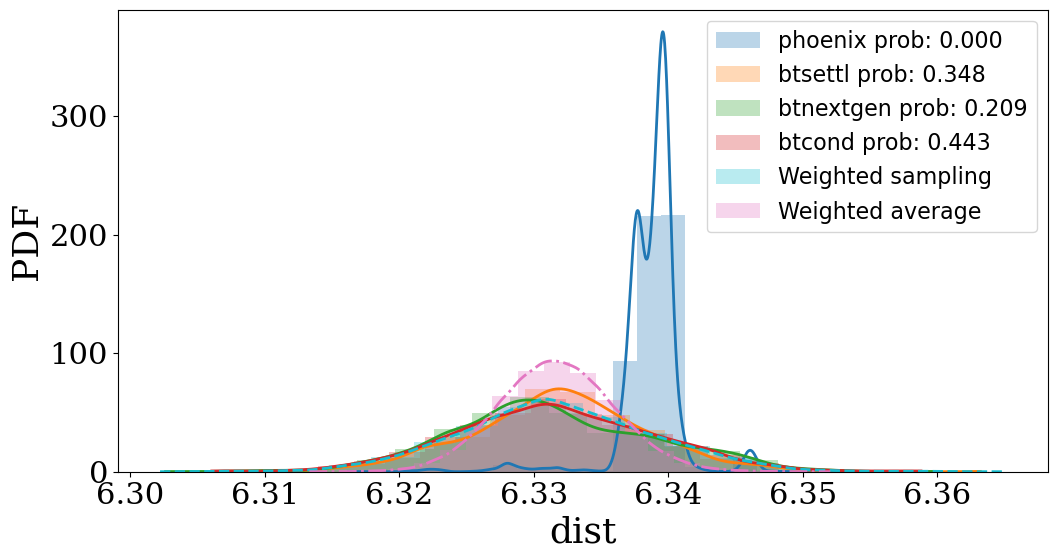 phoenix prob: 0.000
btsettl prob: 0.348
btnextgen prob: 0.209
btcond prob: 0.443
Weighted sampling
Weighted average
PDF
300
200
100
0
6.30 6.31 6.32 6.33 6.34 6.35 6.36
dist